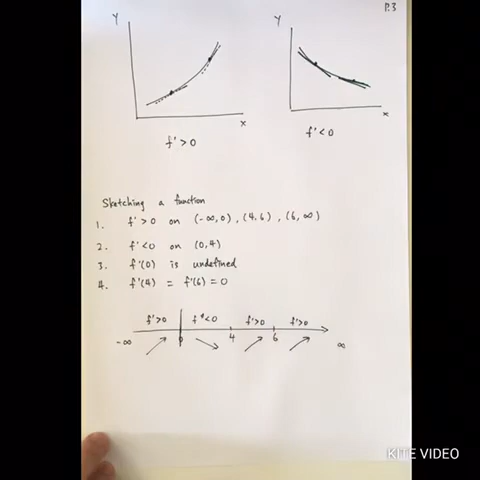 P.3
Y
Y
x
x
f' > 0
f' < 0
Sketching a function
1. f' > 0 on (-∞,0), (4.6), (6,∞)
2. f' < 0 on (0,4)
3. f'(0) is undefined
4. f'(4) = f'(6) = 0
f'>0 f'<0 f'>0 f'>0
-∞ 0 4 6 ∞
KITE VIDEO